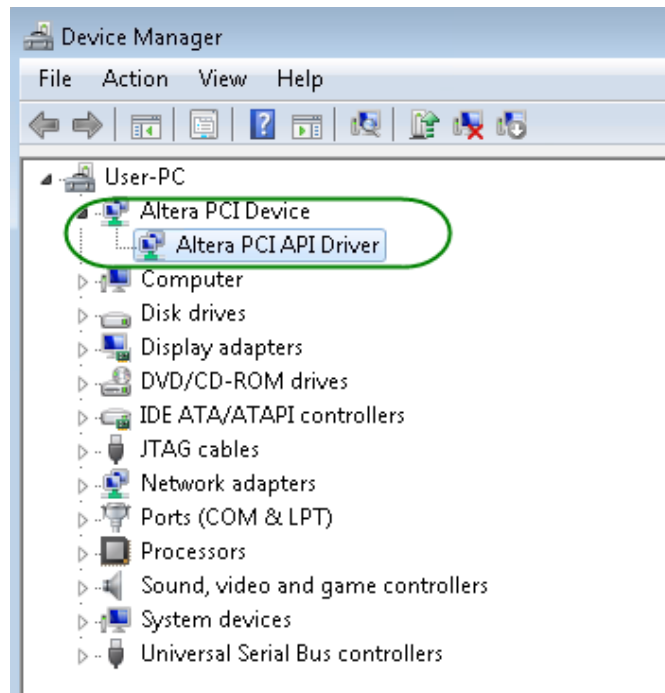 Device Manager
File Action View Help
User-PC
Altera PCI Device
Altera PCI API Driver
Computer
Disk drives
Display adapters
DVD/CD-ROM drives
IDE ATA/ATAPI controllers
JTAG cables
Network adapters
Ports (COM & LPT)
Processors
Sound, video and game controllers
System devices
Universal Serial Bus controllers